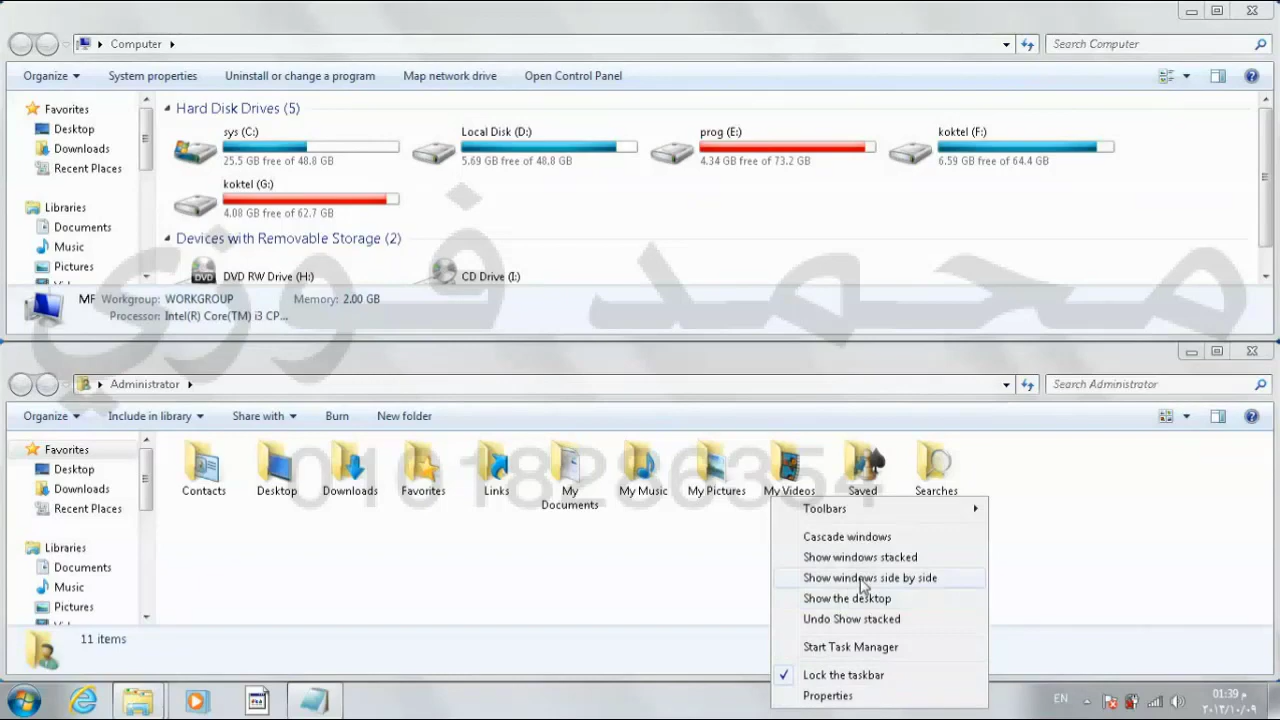 Computer
Search Computer
Organize
System properties
Uninstall or change a program
Map network drive
Open Control Panel
Favorites
Desktop
Downloads
Recent Places
Libraries
Documents
Music
Pictures
Hard Disk Drives (5)
sys (C:)
25.5 GB free of 48.8 GB
Local Disk (D:)
5.69 GB free of 48.8 GB
prog (E:)
4.34 GB free of 73.2 GB
koktel (F:)
6.59 GB free of 64.4 GB
koktel (G:)
4.08 GB free of 62.7 GB
Devices with Removable Storage (2)
DVD RW Drive (H:)
CD Drive (I:)
Workgroup: WORKGROUP
Memory: 2.00 GB
Processor: Intel(R) Core(TM) i3 CP...
محمد فوزي
Administrator
Search Administrator
Organize
Include in library
Share with
Burn
New folder
Favorites
Desktop
Downloads
Recent Places
Libraries
Documents
Music
Pictures
Contacts
Desktop
Downloads
Favorites
Links
My
Documents
My Music
My Pictures
My Videos
Saved
Searches
01018286354
Toolbars
Cascade windows
Show windows stacked
Show windows side by side
Show the desktop
Undo Show stacked
Start Task Manager
Lock the taskbar
Properties
11 items
EN
01:39 م
٢٠١٢/١٠/٠٩